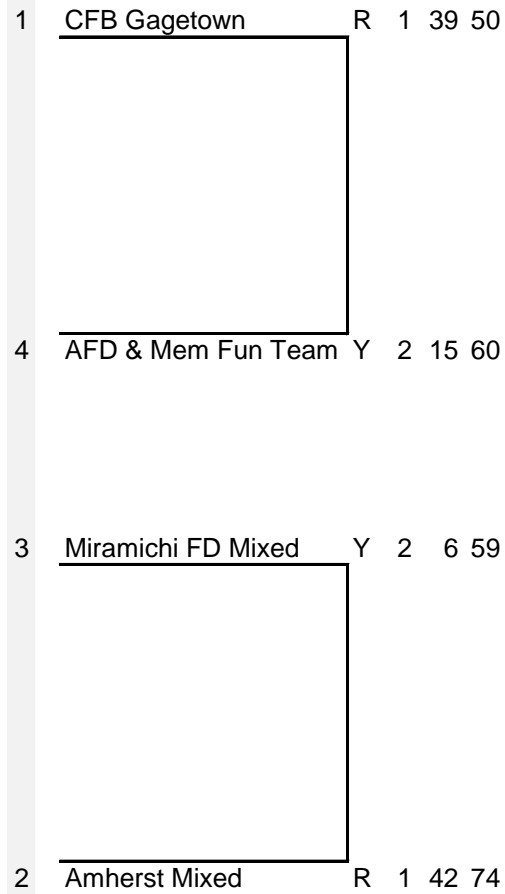 1 CFB Gagetown R 1 39 50
4 AFD & Mem Fun Team Y 2 15 60
3 Miramichi FD Mixed Y 2 6 59
2 Amherst Mixed R 1 42 74